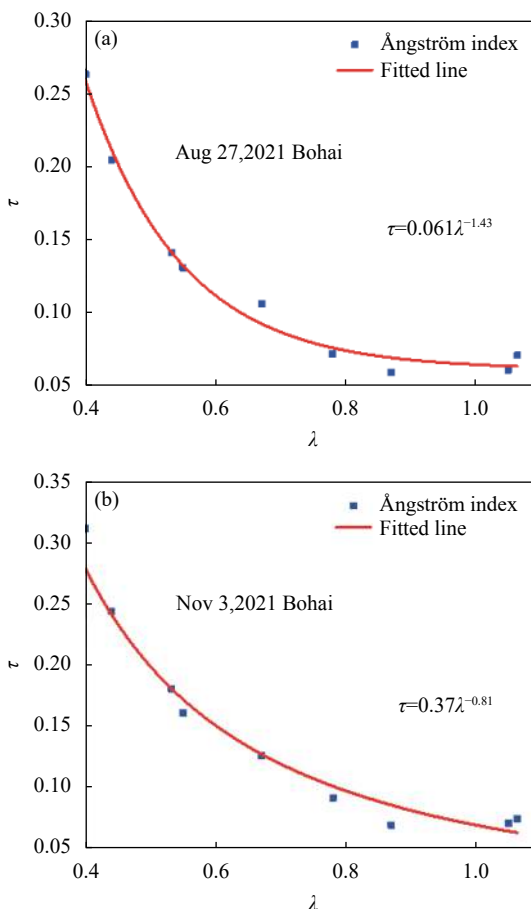 (a)
Ångström index
Fitted line
Aug 27,2021 Bohai
τ=0.061λ⁻¹·⁴³
τ
0.30
0.25
0.20
0.15
0.10
0.05
0.4 0.6 0.8 1.0
λ
(b)
Ångström index
Fitted line
Nov 3,2021 Bohai
τ=0.37λ⁻⁰·⁸¹
τ
0.35
0.30
0.25
0.20
0.15
0.10
0.05
0.4 0.6 0.8 1.0
λ